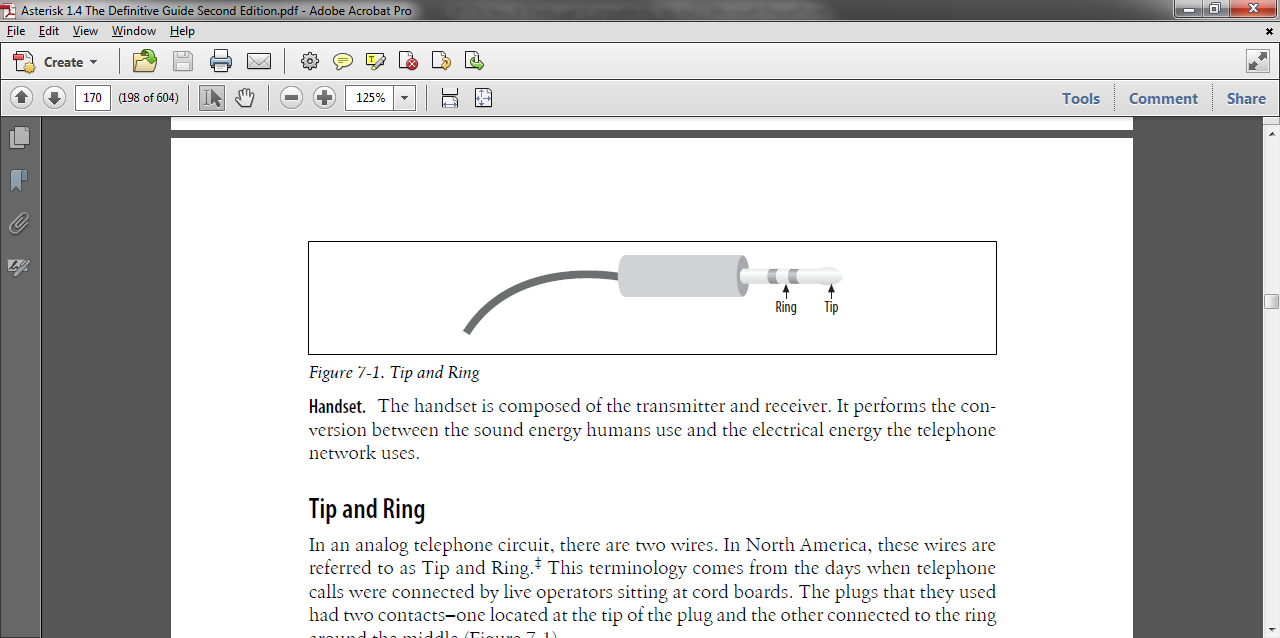 Asterisk 1.4 The Definitive Guide Second Edition.pdf - Adobe Acrobat Pro
File Edit View Window Help
Create
170 (198 of 604) 125% Tools Comment Share
Ring Tip
Figure 7-1. Tip and Ring
Handset. The handset is composed of the transmitter and receiver. It performs the con-
version between the sound energy humans use and the electrical energy the telephone
network uses.
Tip and Ring
In an analog telephone circuit, there are two wires. In North America, these wires are
referred to as Tip and Ring.‡ This terminology comes from the days when telephone
calls were connected by live operators sitting at cord boards. The plugs that they used
had two contacts—one located at the tip of the plug and the other connected to the ring
around the middle (Figure 7-1).